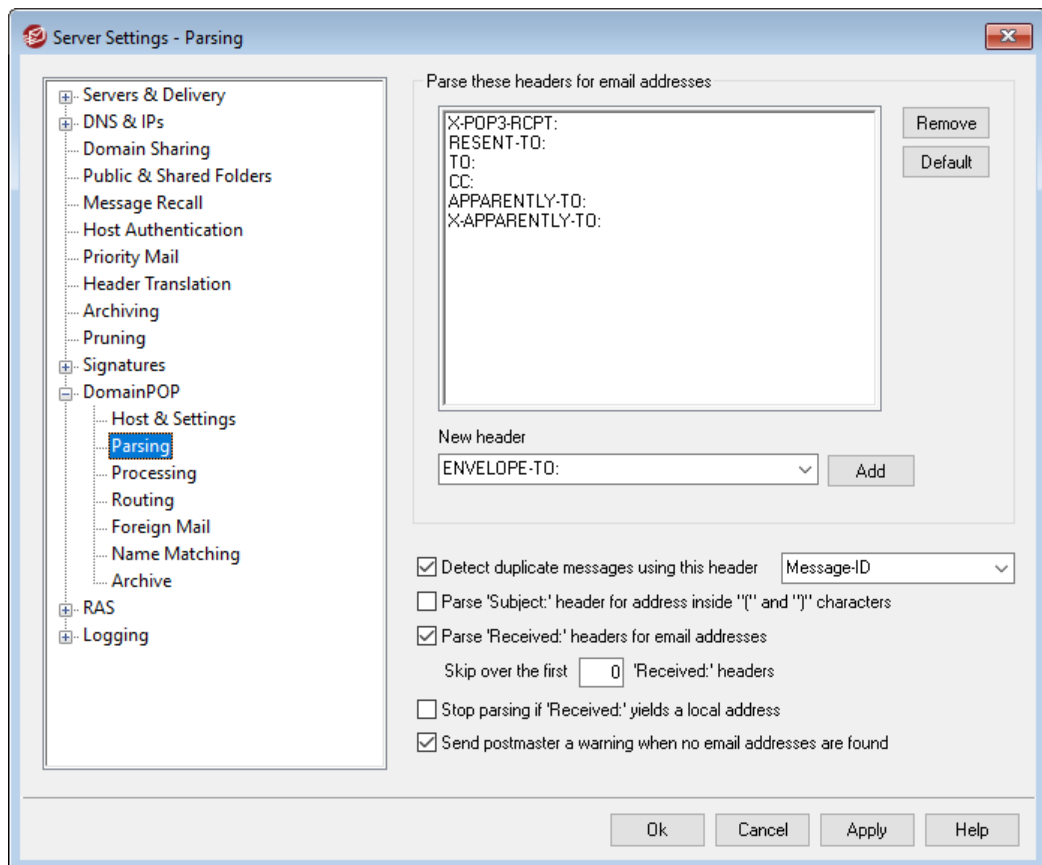 Server Settings - Parsing
Servers & Delivery
DNS & IPs
Domain Sharing
Public & Shared Folders
Message Recall
Host Authentication
Priority Mail
Header Translation
Archiving
Pruning
Signatures
DomainPOP
Host & Settings
Parsing
Processing
Routing
Foreign Mail
Name Matching
Archive
RAS
Logging
Parse these headers for email addresses
X-POP3-RCPT:
RESENT-TO:
TO:
CC:
APPARENTLY-TO:
X-APPARENTLY-TO:
Remove
Default
New header
ENVELOPE-TO:
Add
Detect duplicate messages using this header
Message-ID
Parse 'Subject:' header for address inside "(" and ")" characters
Parse 'Received:' headers for email addresses
Skip over the first 0 'Received:' headers
Stop parsing if 'Received:' yields a local address
Send postmaster a warning when no email addresses are found
Ok
Cancel
Apply
Help